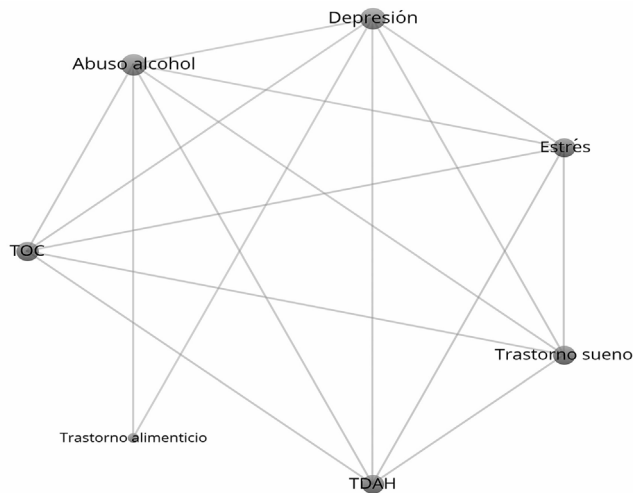 Depresión
Abuso alcohol
Estrés
TOC
Trastorno sueno
Trastorno alimenticio
TDAH